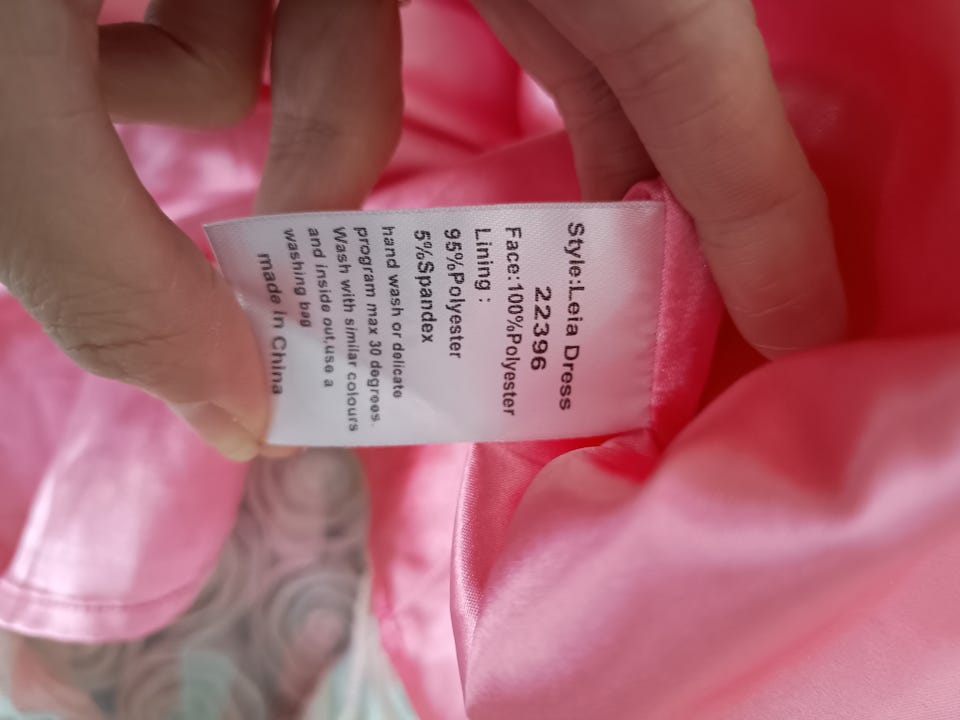 Style:Leia Dress
22396
Face:100%Polyester
Lining :
95%Polyester
5%Spandex
hand wash or delicate
program max 30 degrees.
Wash with similar colours
and inside out,use a
washing bag
made in China